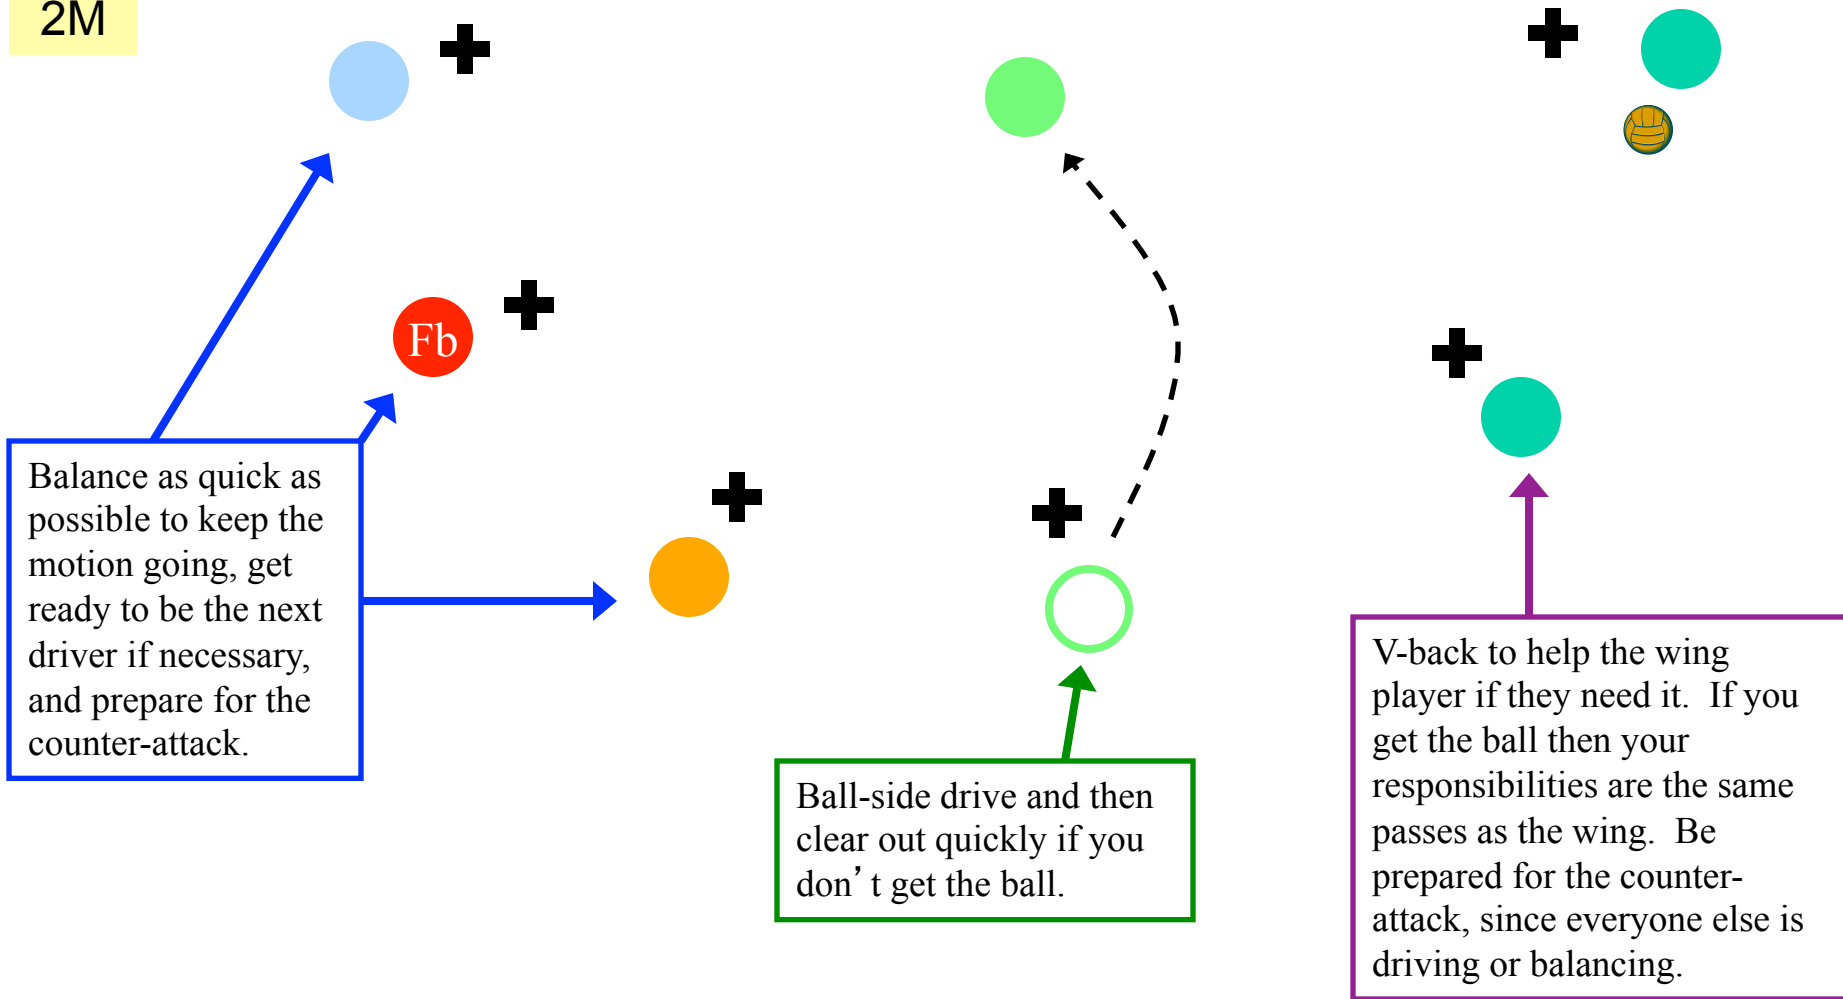 2M
Fb
Balance as quick as
possible to keep the
motion going, get
ready to be the next
driver if necessary,
and prepare for the
counter-attack.
Ball-side drive and then
clear out quickly if you
don’t get the ball.
V-back to help the wing
player if they need it.  If you
get the ball then your
responsibilities are the same
passes as the wing.  Be
prepared for the counter-
attack, since everyone else is
driving or balancing.